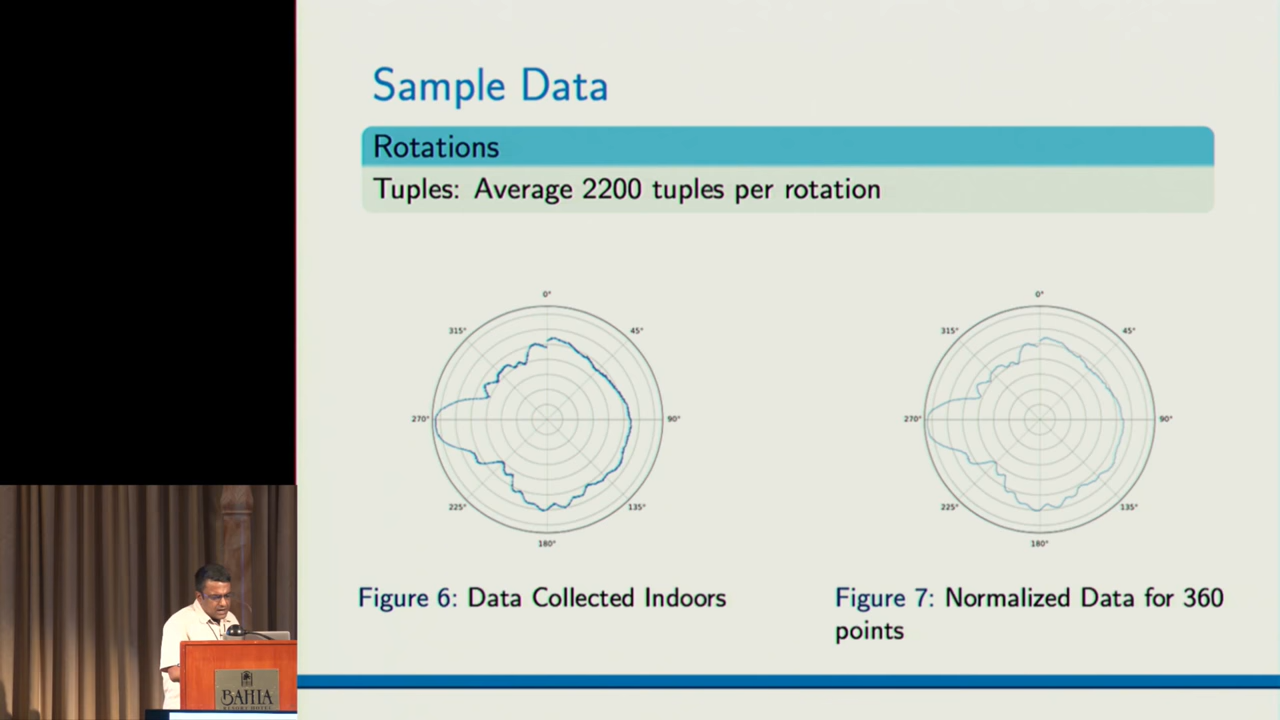 Sample Data
Rotations
Tuples: Average 2200 tuples per rotation
0°
315°
45°
270°
90°
225°
135°
180°
0°
315°
45°
270°
90°
225°
135°
180°
Figure 6: Data Collected Indoors
Figure 7: Normalized Data for 360
points
BAHIA